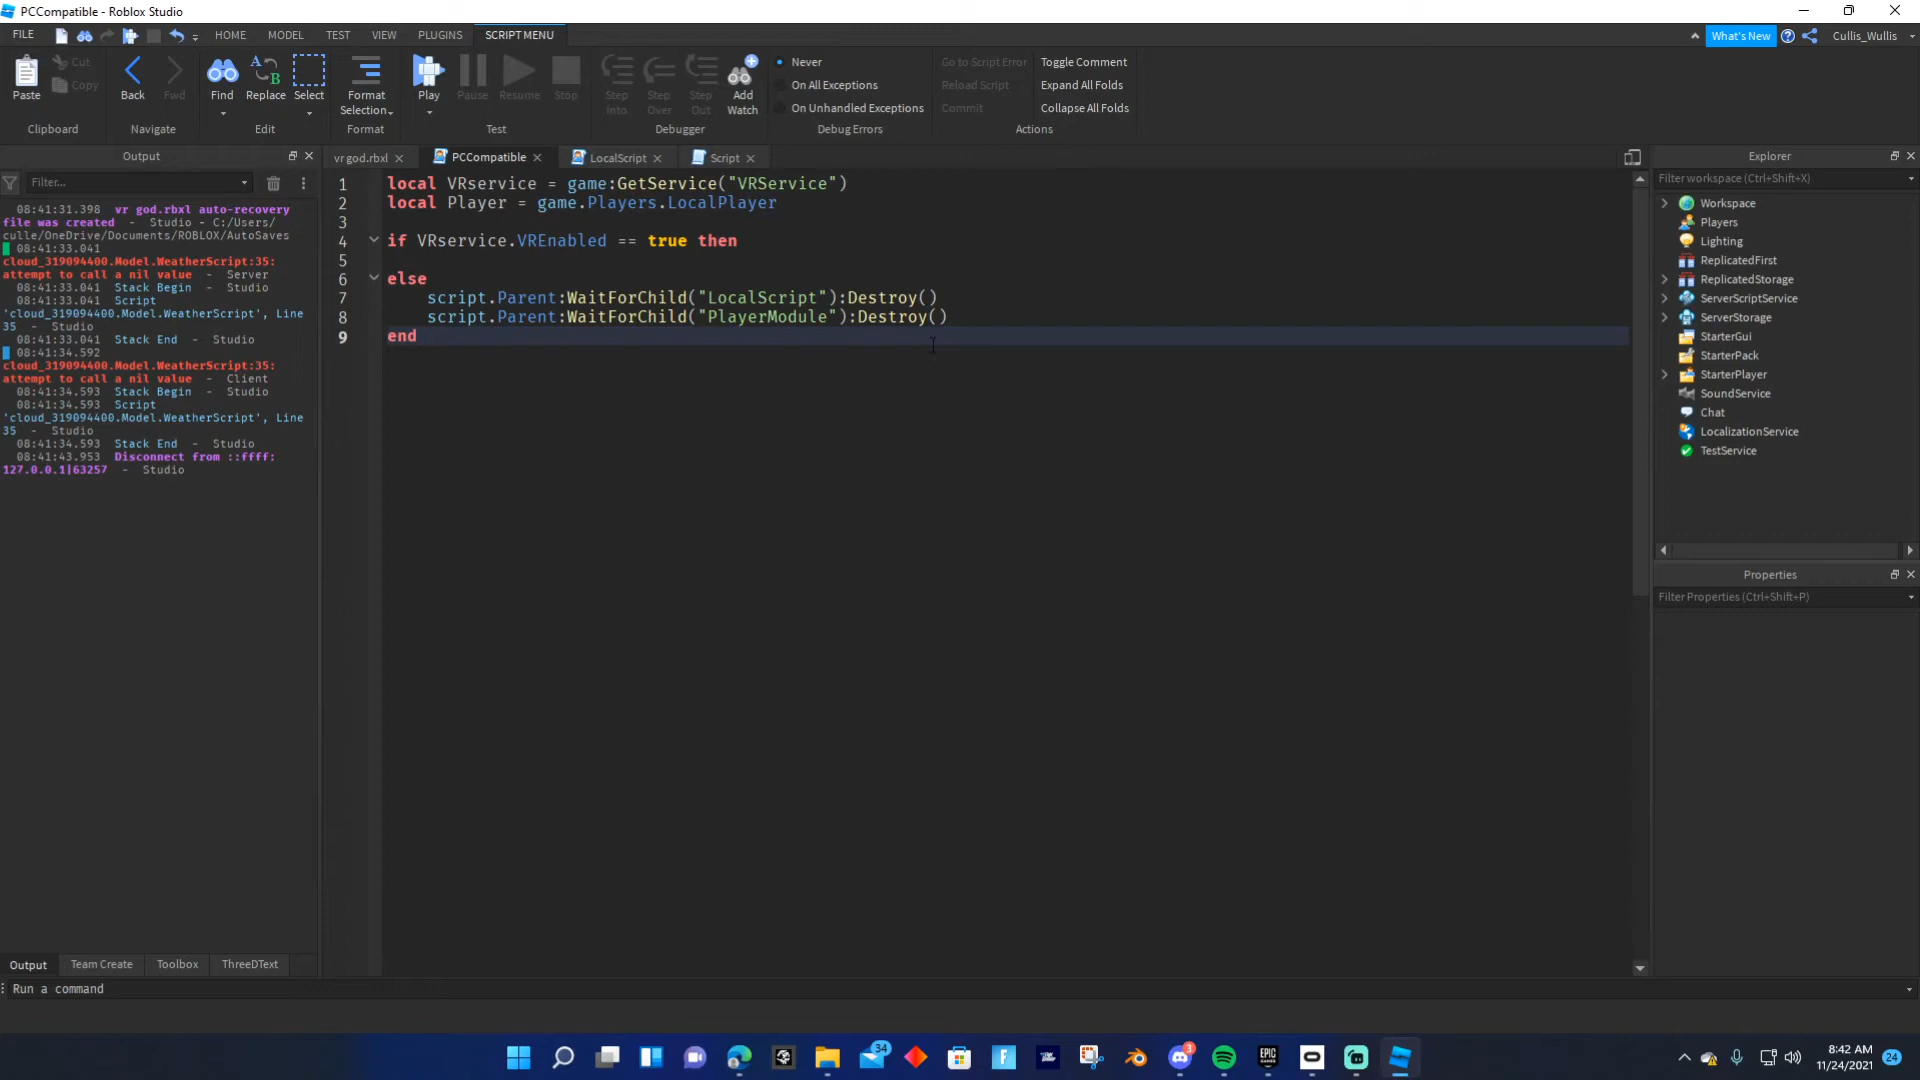 PCCompatible - Roblox Studio
FILE HOME MODEL TEST VIEW PLUGINS SCRIPT MENU What's New Cullis_Wullis
Paste Cut Copy Back Fwd Find Replace Select Format Selection Play Pause Resume Stop Step Into Step Over Step Out Add Watch
Never
On All Exceptions
On Unhandled Exceptions
Go to Script Error
Reload Script
Commit
Toggle Comment
Expand All Folds
Collapse All Folds
Clipboard Navigate Edit Format Test Debugger Debug Errors Actions
Output
Filter...
08:41:31.398 vr god.rbxl auto-recovery
file was created - Studio - C:/Users/
culle/OneDrive/Documents/ROBLOX/AutoSaves
08:41:33.041
cloud_319094400.Model.WeatherScript:35:
attempt to call a nil value - Server
08:41:33.041 Stack Begin - Studio
08:41:33.041 Script
'cloud_319094400.Model.WeatherScript', Line
35 - Studio
08:41:33.041 Stack End - Studio
08:41:34.592
cloud_319094400.Model.WeatherScript:35:
attempt to call a nil value - Client
08:41:34.593 Stack Begin - Studio
08:41:34.593 Script
'cloud_319094400.Model.WeatherScript', Line
35 - Studio
08:41:34.593 Stack End - Studio
08:41:43.953 Disconnect from ::ffff:
127.0.0.1|63257 - Studio
Output Team Create Toolbox ThreeDText
vr god.rbxl PCCompatible LocalScript Script
1 local VRservice = game:GetService("VRService")
2 local Player = game.Players.LocalPlayer
3
4 if VRservice.VREnabled == true then
5
6 else
7 script.Parent:WaitForChild("LocalScript"):Destroy()
8 script.Parent:WaitForChild("PlayerModule"):Destroy()
9 end
Explorer
Filter workspace (Ctrl+Shift+X)
Workspace
Players
Lighting
ReplicatedFirst
ReplicatedStorage
ServerScriptService
ServerStorage
StarterGui
StarterPack
StarterPlayer
SoundService
Chat
LocalizationService
TestService
Properties
Filter Properties (Ctrl+Shift+P)
Run a command
34
3
EPIC GAMES
8:42 AM
11/24/2021
24